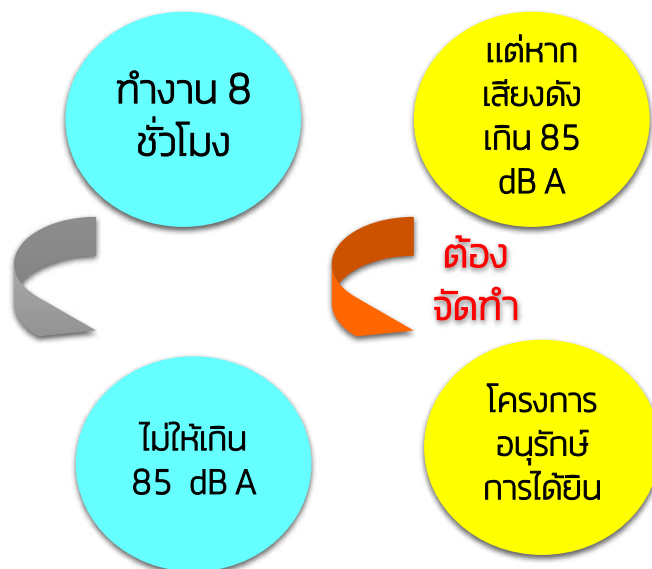 ทำงาน 8
ชั่วโมง
ไม่ให้เกิน
85 dB A
แต่หาก
เสียงดัง
เกิน 85
dB A
ต้อง
จัดทำ
โครงการ
อนุรักษ์
การได้ยิน